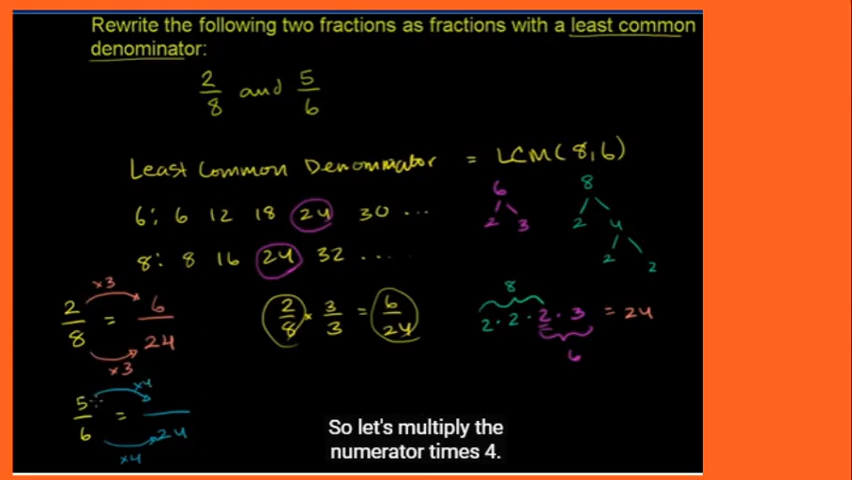 Rewrite the following two fractions as fractions with a least common
denominator:
2/8 and 5/6
Least Common Denominator = LCM(8,6)
6: 6 12 18 24 30 ...
8: 8 16 24 32 ....
6
2 3
8
2 4
2 2
×3
2/8 = 6/24
×3
2/8 × 3/3 = 6/24
8
2·2·2·3 = 24
6
×4
5/6 = /24
×4
So let's multiply the
numerator times 4.